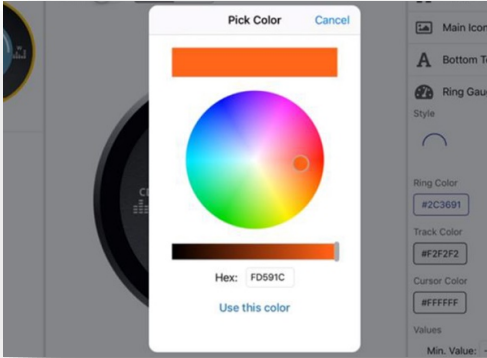 Pick Color
Cancel
Hex: FD591C
Use this color
Main Icon
Bottom
Ring
Style
Ring Color
#2C3691
Track Color
#F2F2F2
Cursor Color
#FFFFFF
Values
Min. Value: